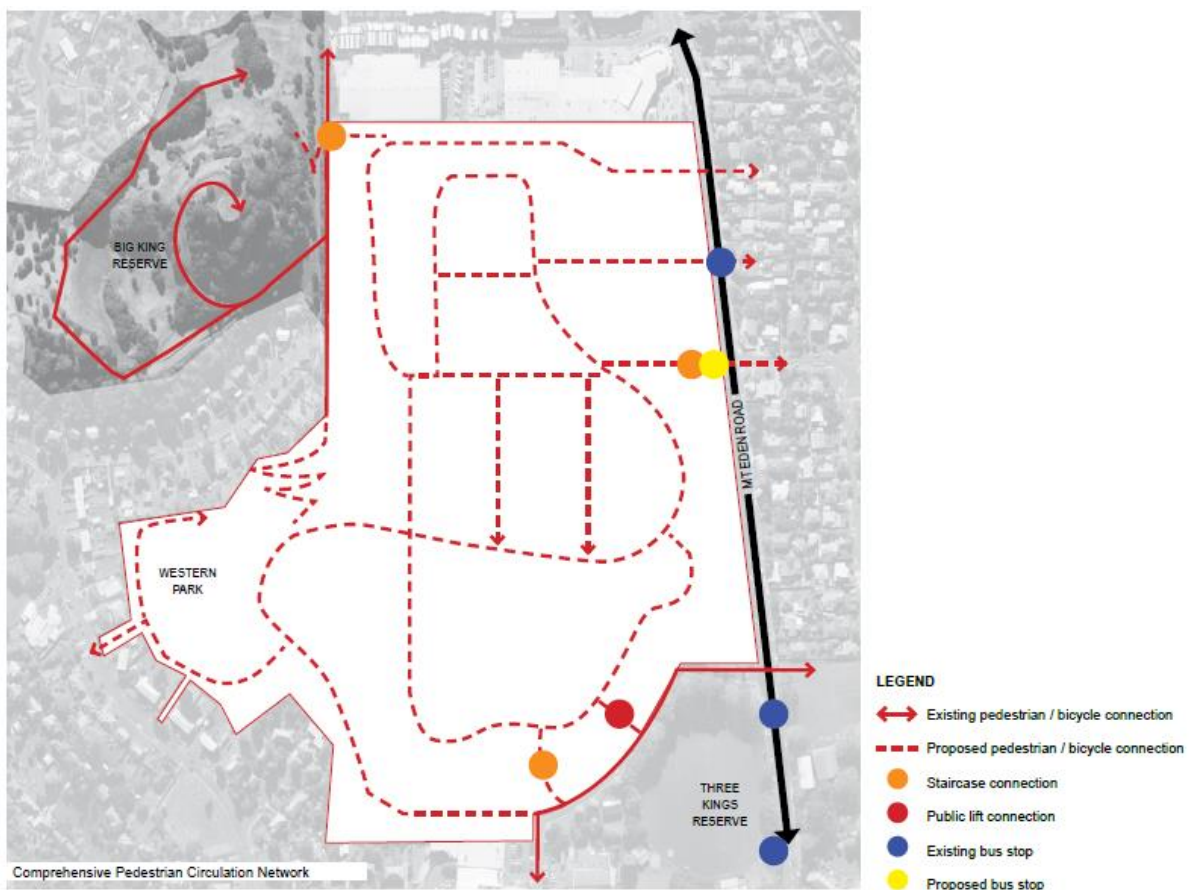 BIG KING
RESERVE
MT EDEN ROAD
WESTERN
PARK
THREE
KINGS
RESERVE
Comprehensive Pedestrian Circulation Network
LEGEND
Existing pedestrian / bicycle connection
Proposed pedestrian / bicycle connection
Staircase connection
Public lift connection
Existing bus stop
Proposed bus stop